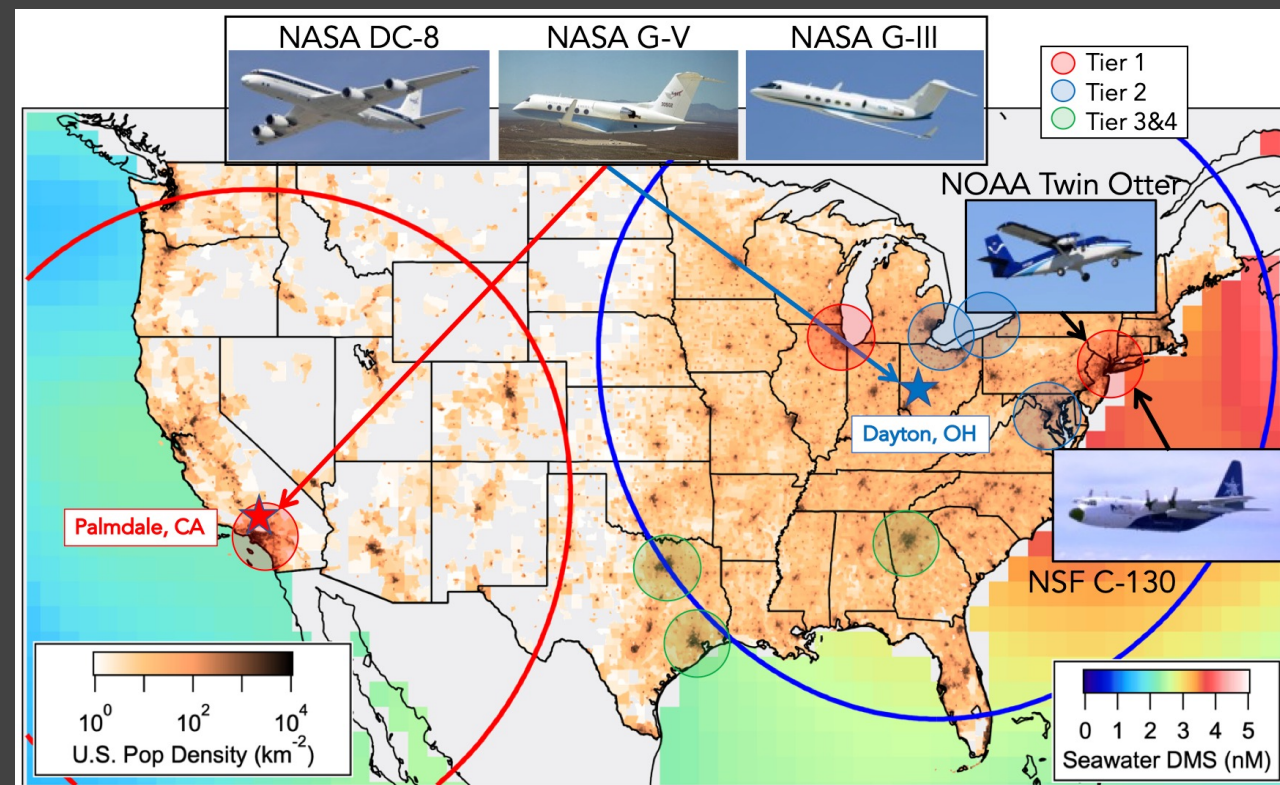 NASA DC-8
NASA G-V
NASA G-III
Tier 1
Tier 2
Tier 3&4
NOAA Twin Otter
Dayton, OH
Palmdale, CA
NSF C-130
10⁰ 10² 10⁴
U.S. Pop Density (km⁻²)
0 1 2 3 4 5
Seawater DMS (nM)